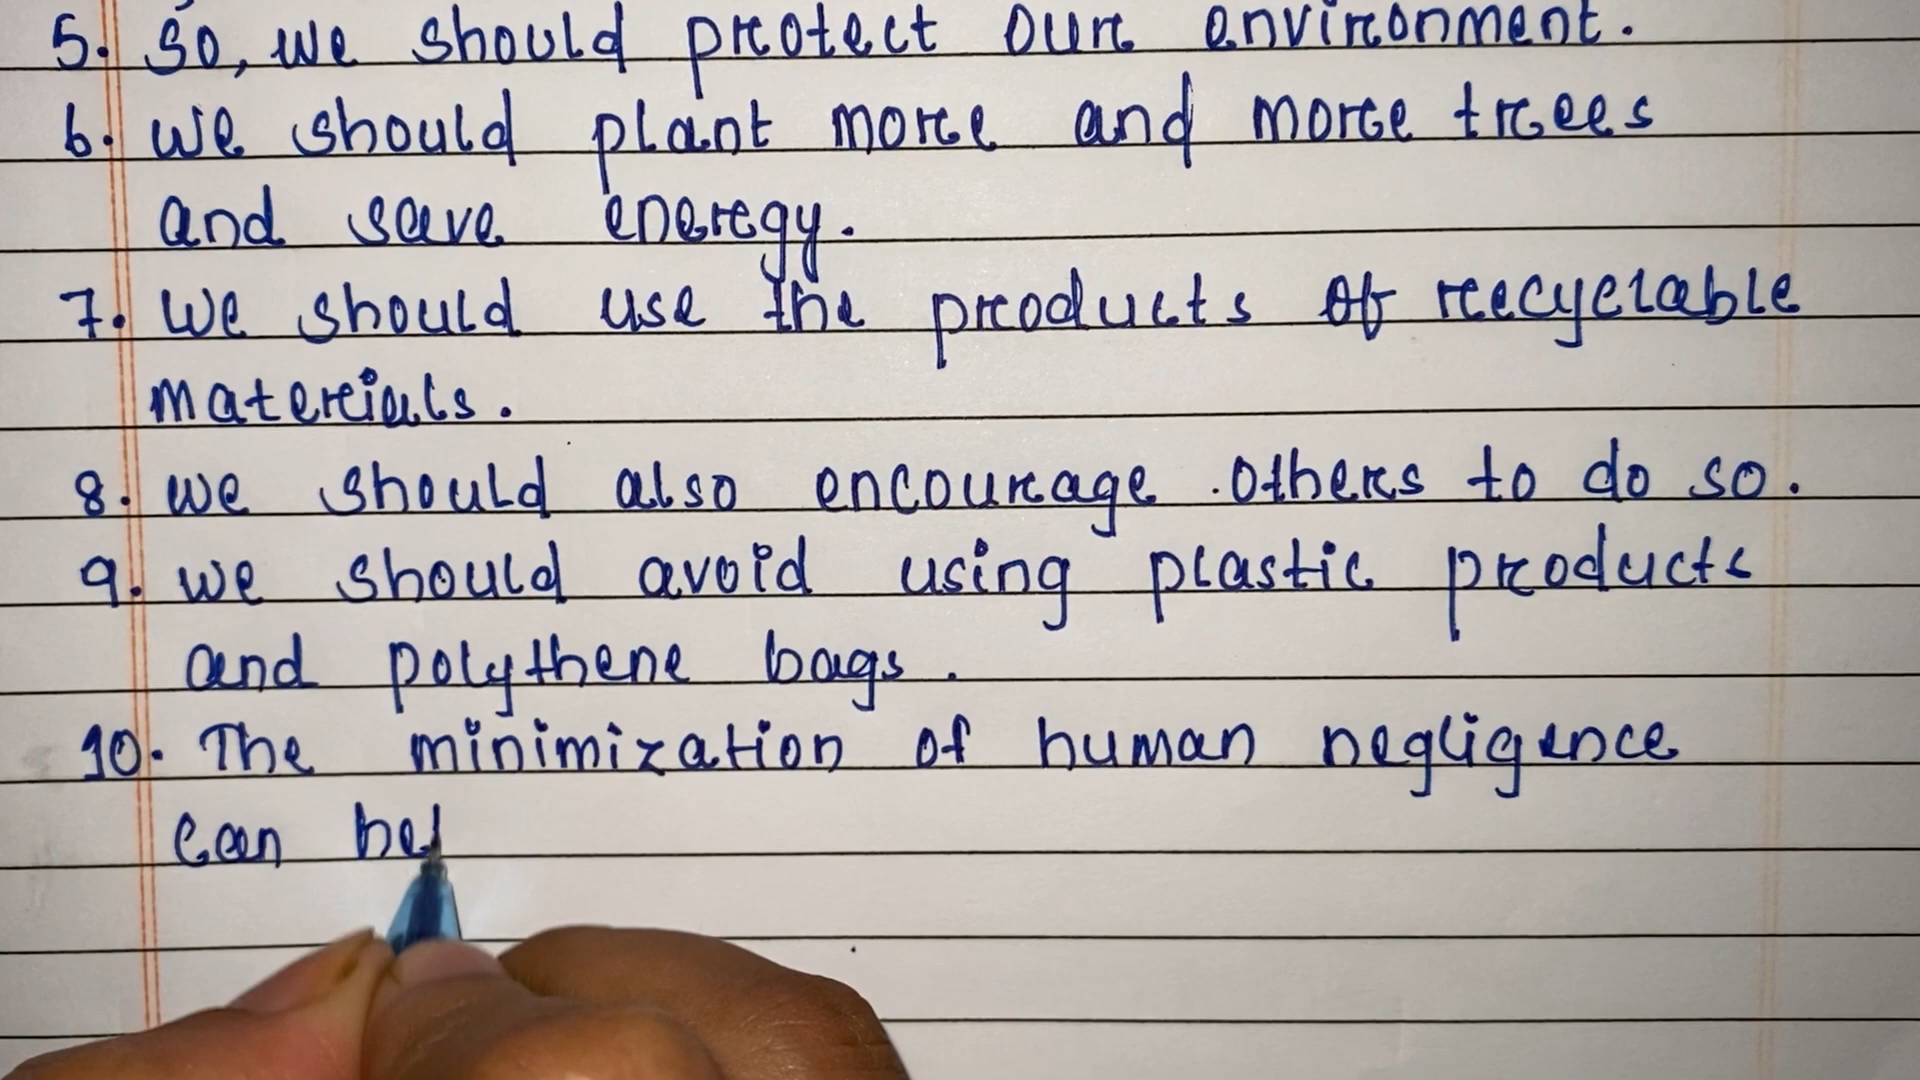 5. So, we should protect our environment.
6. we should plant more and more trees
and save energy.
7. we should use the products of recyclable
materials.
8. we should also encourage others to do so.
9. we should avoid using plastic products
and polythene bags.
10. The minimization of human negligence
can hel